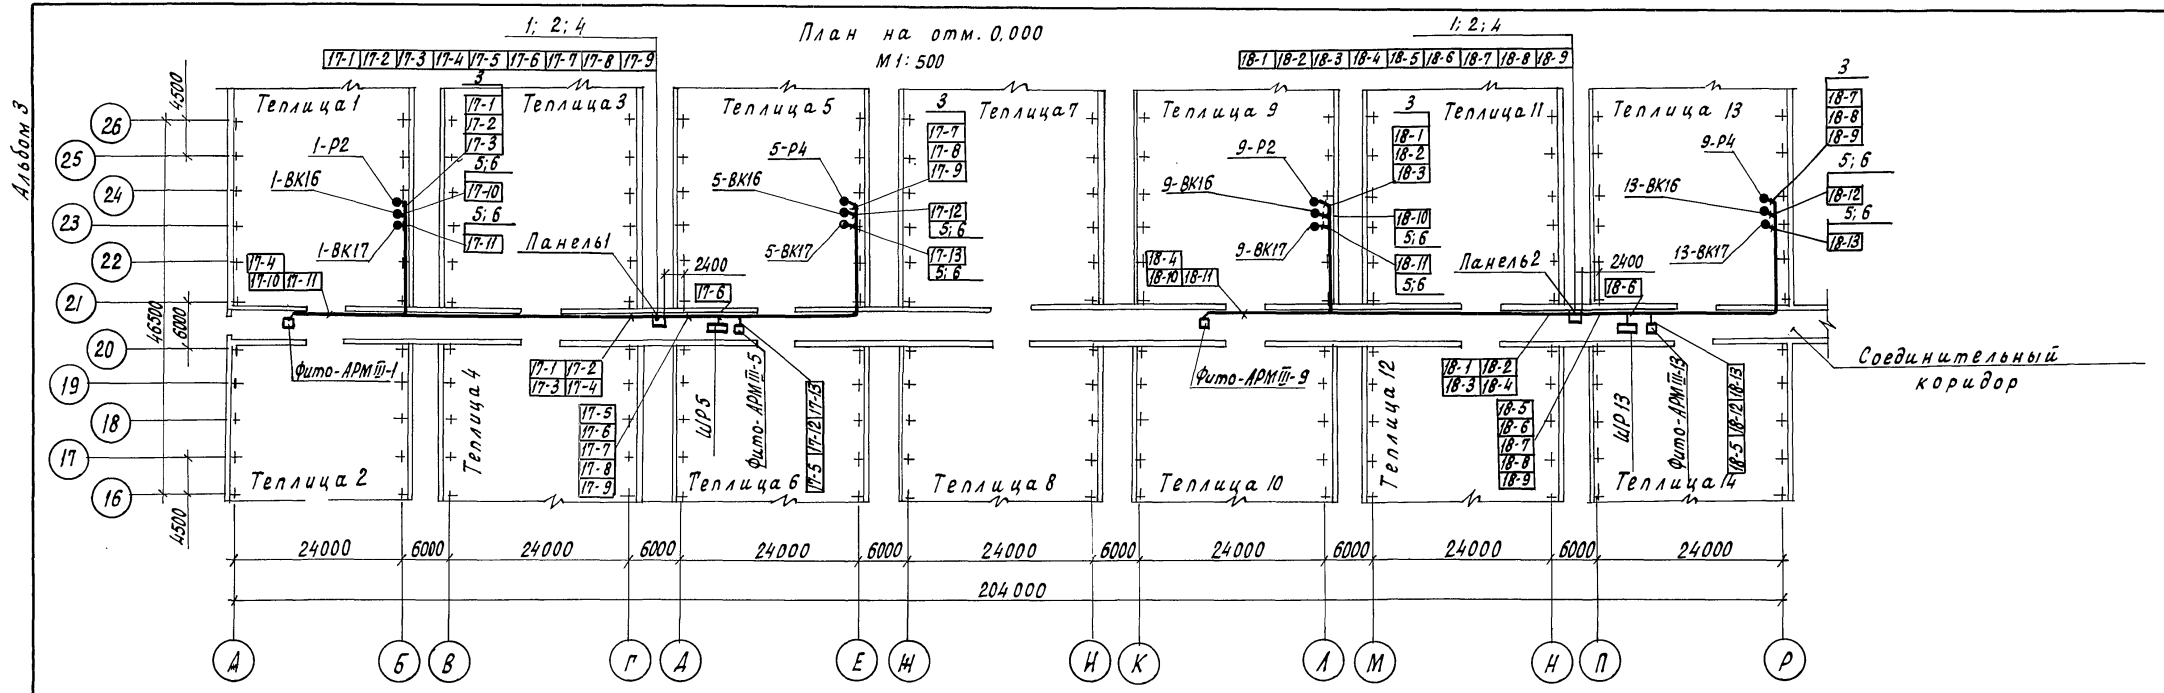 Альбом 3
План на отм. 0,000
М 1: 500
1; 2; 4
17-1 17-2 17-3 17-4 17-5 17-6 17-7 17-8 17-9
1; 2; 4
18-1 18-2 18-3 18-4 18-5 18-6 18-7 18-8 18-9
Теплица 1
Теплица 3
Теплица 5
Теплица 7
Теплица 9
Теплица 11
Теплица 13
26
25
24
23
22
21
20
19
18
17
16
4500
46500
6000
4500
1-Р2
1-ВК16
1-ВК17
3
17-1
17-2
17-3
5; 6
17-10
5; 6
17-11
17-4
17-10 17-11
Панель 1
2400
17-6
5-Р4
5-ВК16
5-ВК17
3
17-7
17-8
17-9
17-12
5; 6
17-13
5; 6
9-Р2
9-ВК16
9-ВК17
3
18-1
18-2
18-3
18-10
5; 6
18-11
5; 6
18-4
18-10 18-11
Панель 2
2400
18-6
9-Р4
13-ВК16
13-ВК17
3
18-7
18-8
18-9
5; 6
18-12
5; 6
18-13
Фито-АРМ III-1
17-1 17-2
17-3 17-4
17-5
17-6
17-7
17-8
17-9
ШР5
Фито-АРМ III-5
17-5 17-12 17-13
Фито-АРМ III-9
18-1 18-2
18-3 18-4
18-5
18-6
18-7
18-8
18-9
ШР 13
Фито-АРМ III-13
18-5 18-12 18-13
Соединительный
коридор
Теплица 2
Теплица 4
Теплица 6
Теплица 8
Теплица 10
Теплица 12
Теплица 14
24000 6000 24000 6000 24000 6000 24000 6000 24000 6000 24000 6000 24000
204 000
А Б В Г Д Е Ж И К Л М Н П Р